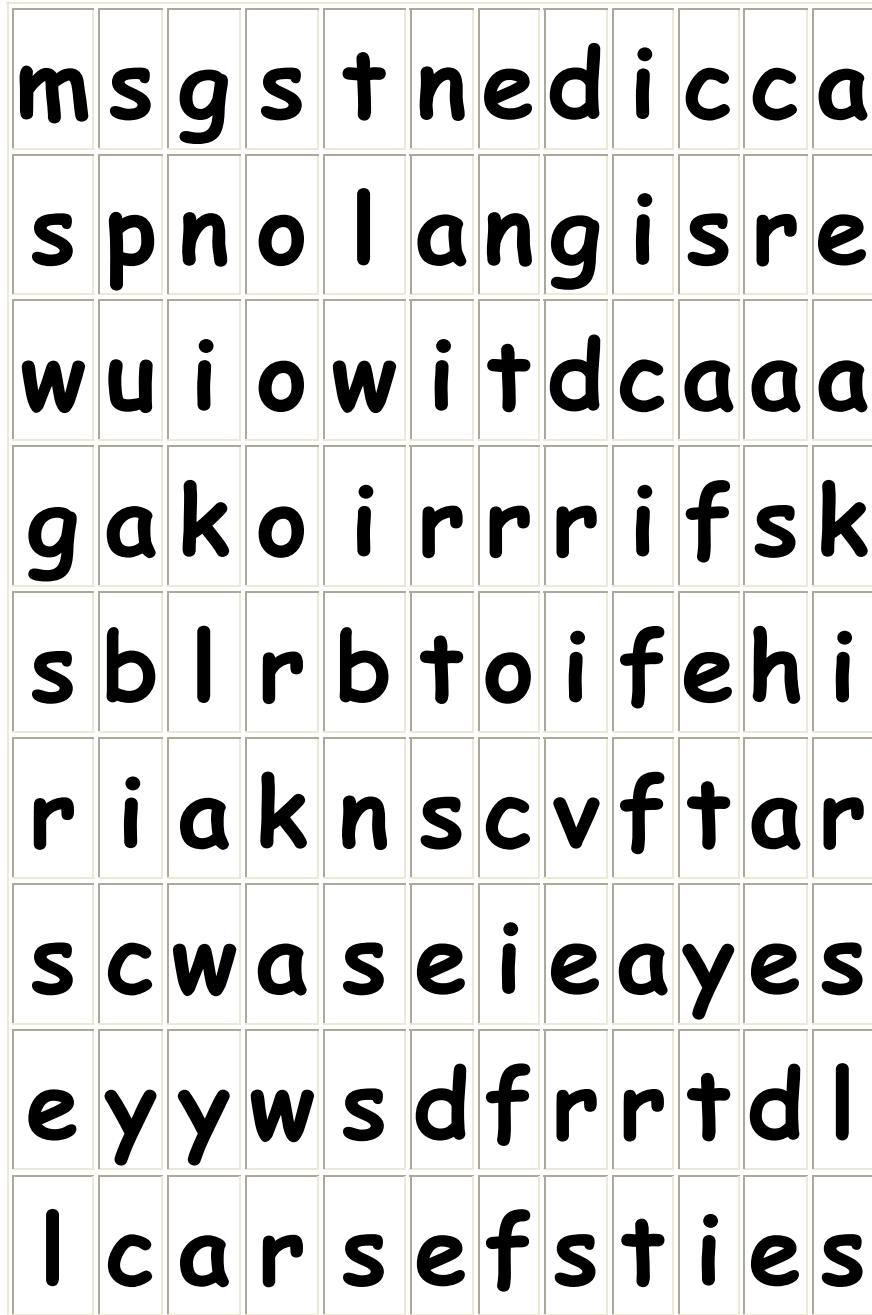 m s g s t n e d i c c a
s p n o l a n g i s r e
w u i o w i t d c a a a
g a k o i r r r i f s k
s b l r b t o i f e h i
r i a k n s c v f t a r
s c w a s e i e a y e s
e y y w s d f r r t d l
l c a r s e f s t i e s